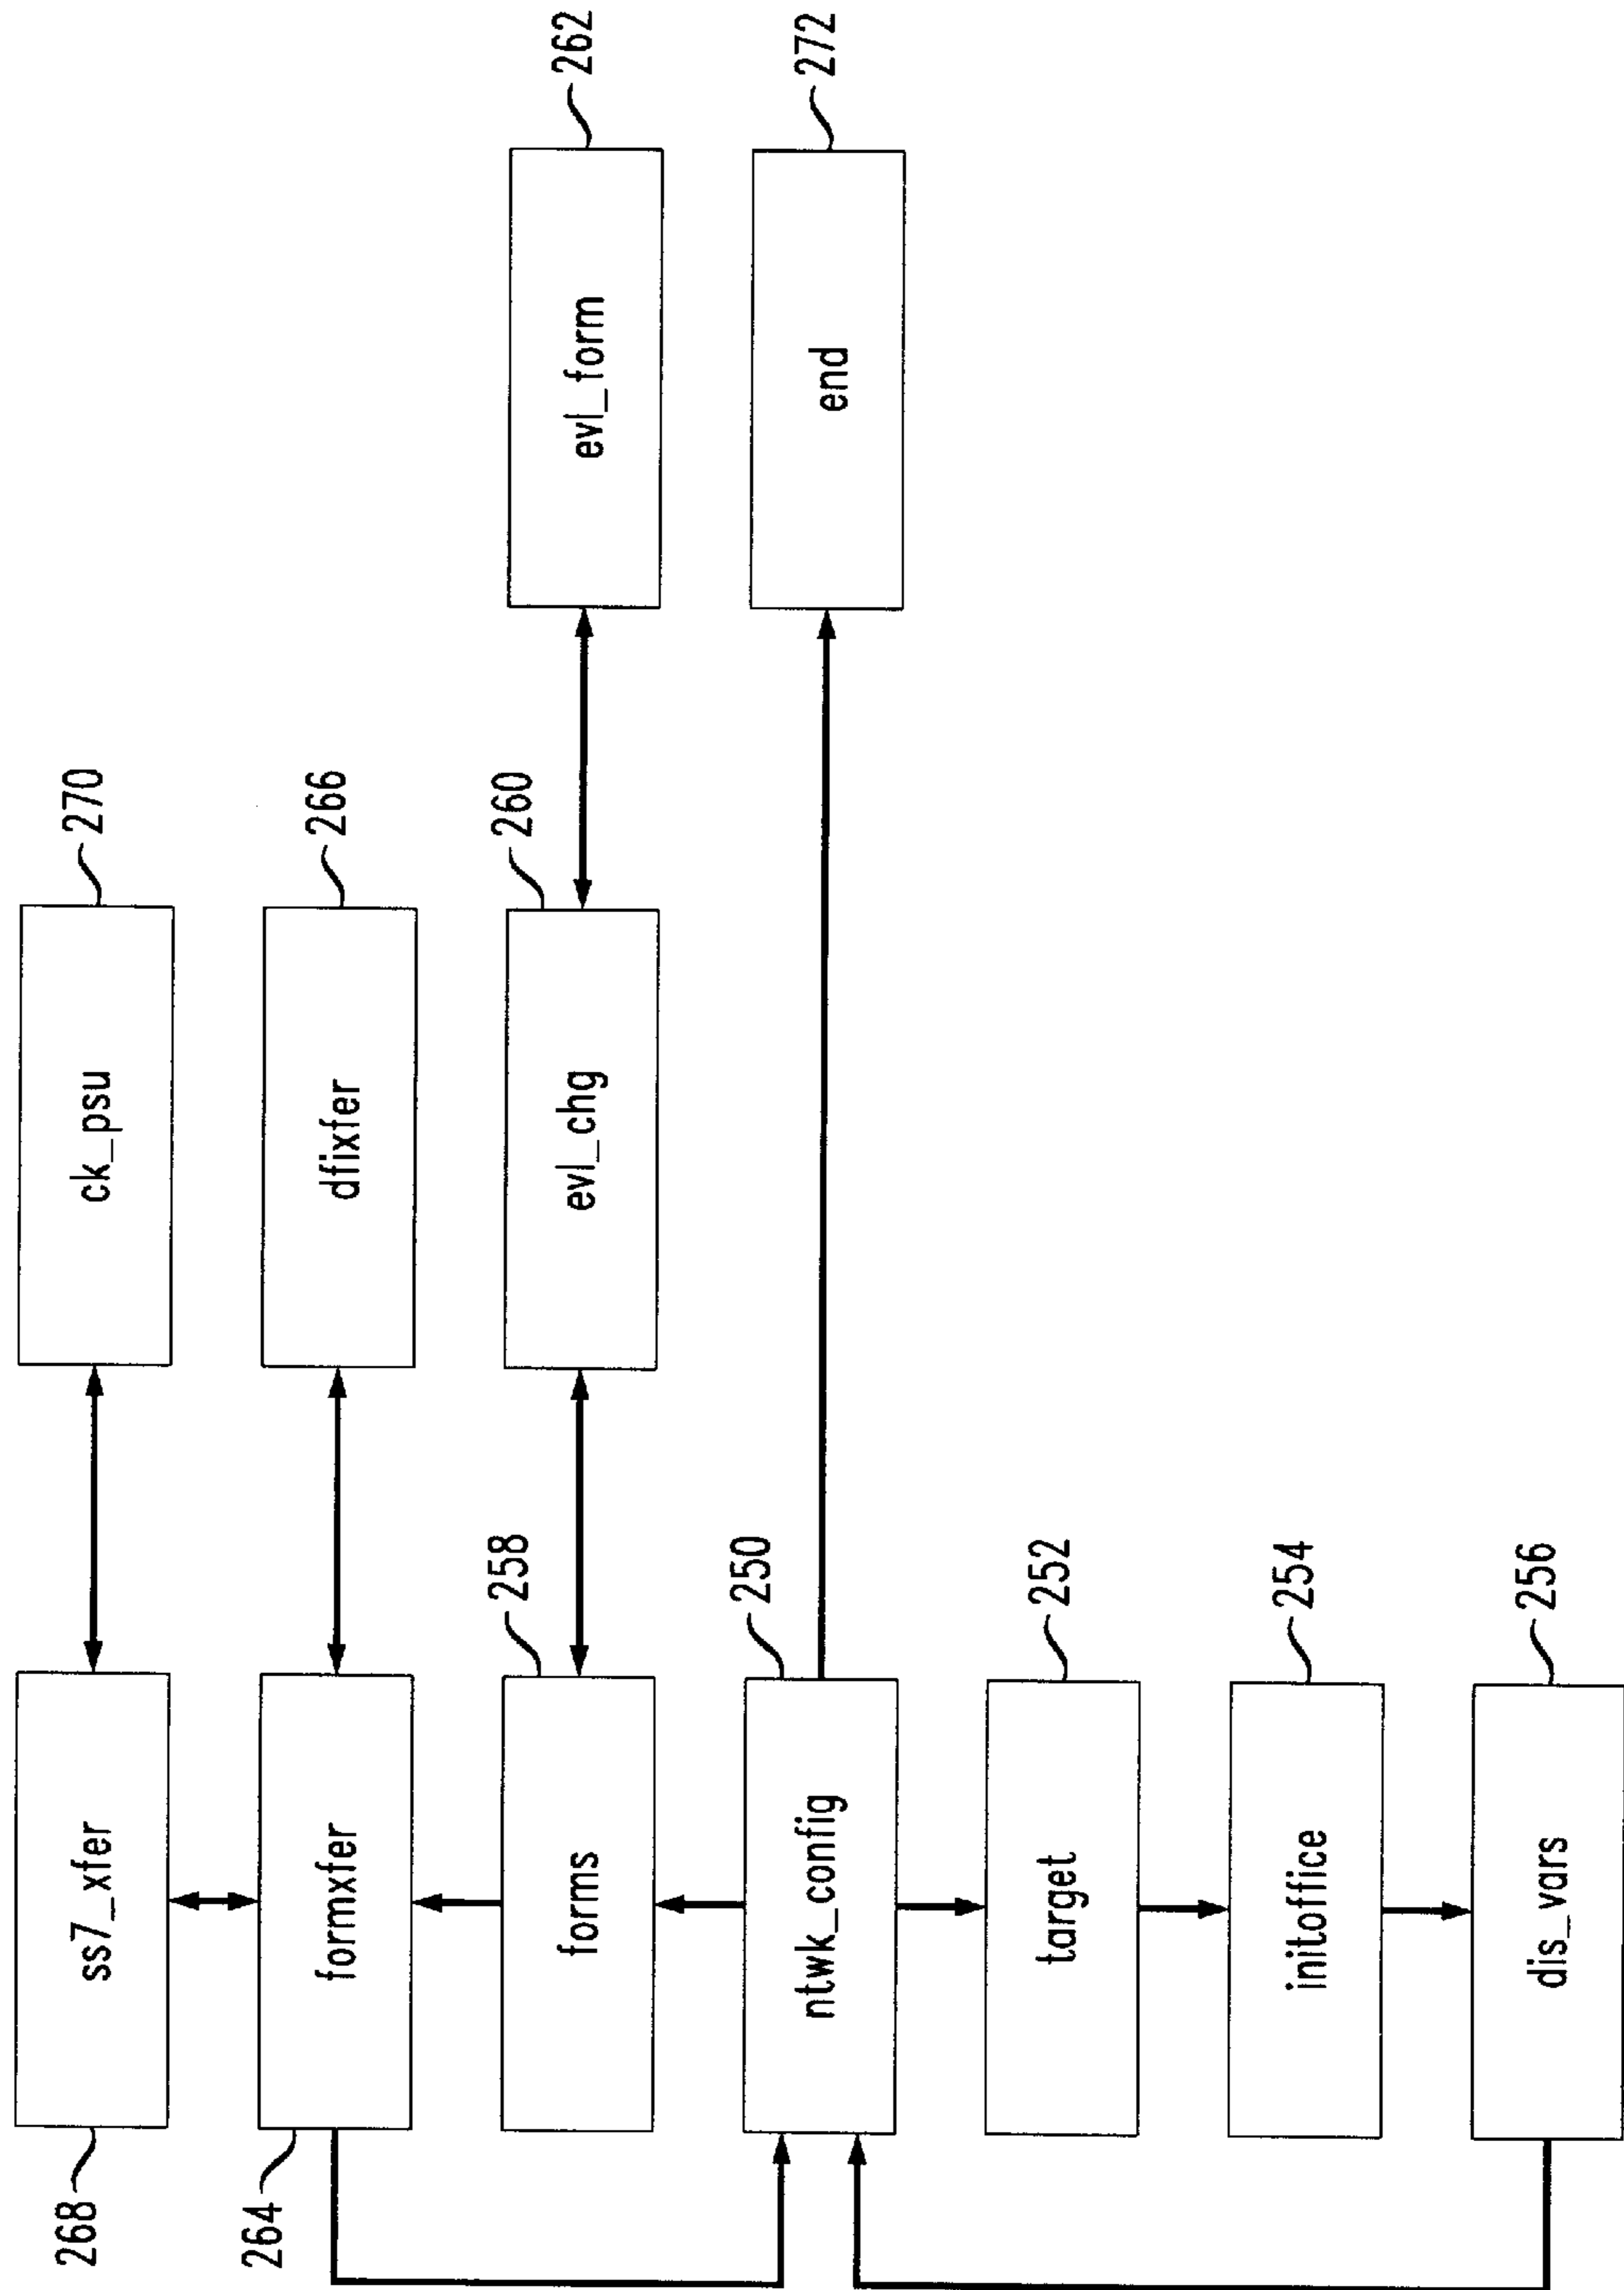 262
272
evl_form
end
270
266
260
ck_psu
dfixfer
evl_chg
258
250
252
254
256
ss7_xfer
formxfer
forms
ntwk_config
target
initoffice
dis_vars
268
264